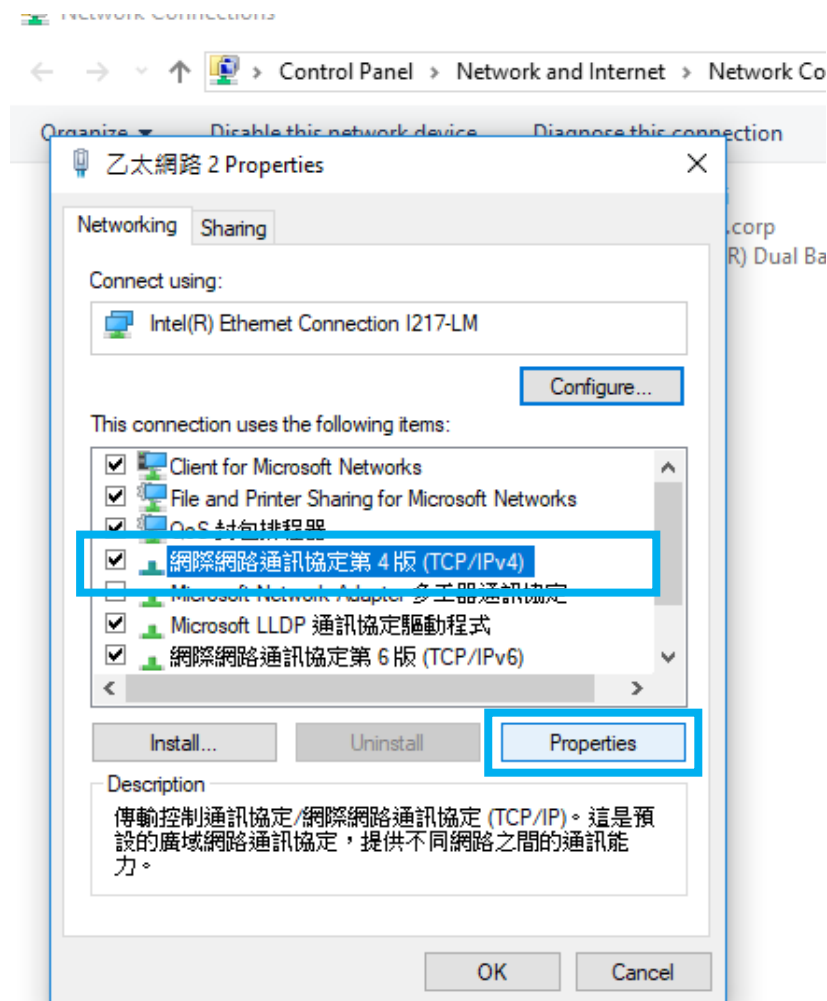 Network Connections
Control Panel > Network and Internet > Network Co
Organize Disable this network device Diagnose this connection
乙太網路 2 Properties
.corp
R) Dual Ba
Networking Sharing
Connect using:
Intel(R) Ethernet Connection I217-LM
Configure...
This connection uses the following items:
Client for Microsoft Networks
File and Printer Sharing for Microsoft Networks
QoS 封包排程器
網際網路通訊協定第 4 版 (TCP/IPv4)
Microsoft Network Adapter 多工器通訊協定
Microsoft LLDP 通訊協定驅動程式
網際網路通訊協定第 6 版 (TCP/IPv6)
Install... Uninstall Properties
Description
傳輸控制通訊協定/網際網路通訊協定 (TCP/IP)。這是預
設的廣域網路通訊協定，提供不同網路之間的通訊能
力。
OK Cancel